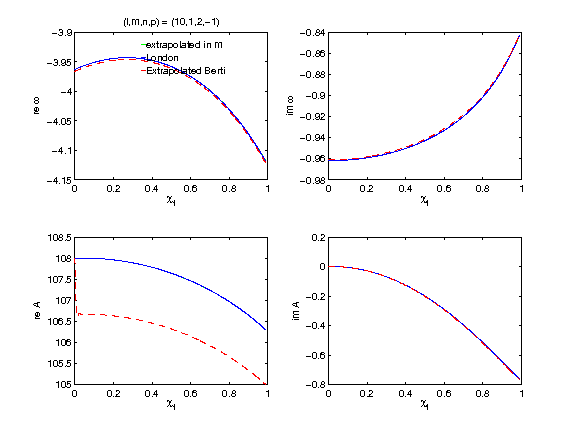 (l,m,n,p) = (10,1,2,−1)
−3.9
−3.95
−4
−4.05
−4.1
−4.15
re ω
0 0.2 0.4 0.6 0.8 1
χf
extrapolated in M
London
Extrapolated Berti
−0.84
−0.86
−0.88
−0.9
−0.92
−0.94
−0.96
−0.98
im ω
0 0.2 0.4 0.6 0.8 1
χf
108.5
108
107.5
107
106.5
106
105.5
105
re A
0 0.2 0.4 0.6 0.8 1
χf
0.2
0
−0.2
−0.4
−0.6
−0.8
im A
0 0.2 0.4 0.6 0.8 1
χf